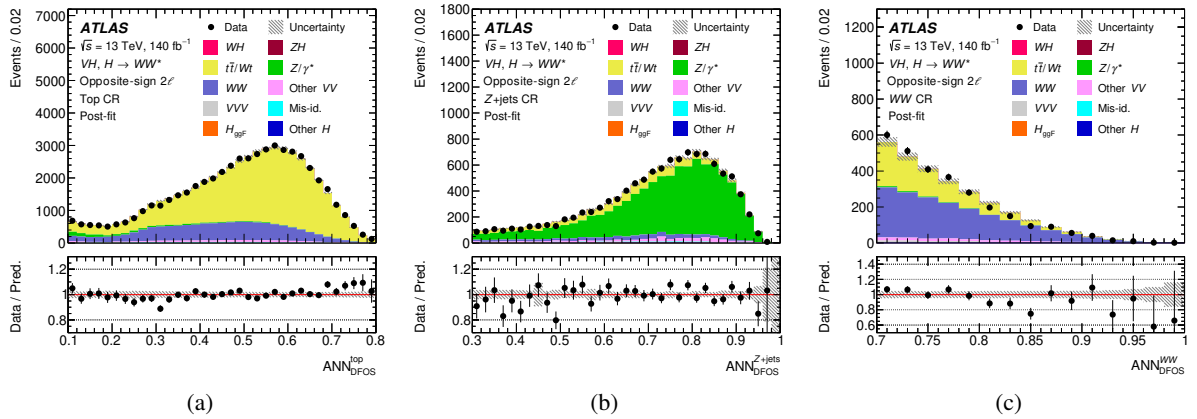 Events / 0.02
7000
6000
5000
4000
3000
2000
1000
0
ATLAS
√s = 13 TeV, 140 fb⁻¹
VH, H → WW*
Opposite-sign 2ℓ
Top CR
Post-fit
Data
Uncertainty
WH
ZH
tt̄/Wt
Z/γ*
WW
Other VV
VVV
Mis-id.
H_ggF
Other H
Data / Pred.
1.2
1
0.8
0.1 0.2 0.3 0.4 0.5 0.6 0.7 0.8
ANN^top_DFOS
(a)
Events / 0.02
1800
1600
1400
1200
1000
800
600
400
200
0
ATLAS
√s = 13 TeV, 140 fb⁻¹
VH, H → WW*
Opposite-sign 2ℓ
Z+jets CR
Post-fit
Data
Uncertainty
WH
ZH
tt̄/Wt
Z/γ*
WW
Other VV
VVV
Mis-id.
H_ggF
Other H
Data / Pred.
1.2
1
0.8
0.3 0.4 0.5 0.6 0.7 0.8 0.9 1
ANN^Z+jets_DFOS
(b)
Events / 0.02
1200
1000
800
600
400
200
0
ATLAS
√s = 13 TeV, 140 fb⁻¹
VH, H → WW*
Opposite-sign 2ℓ
WW CR
Post-fit
Data
Uncertainty
WH
ZH
tt̄/Wt
Z/γ*
WW
Other VV
VVV
Mis-id.
H_ggF
Other H
Data / Pred.
1.4
1.2
1
0.8
0.6
0.7 0.75 0.8 0.85 0.9 0.95 1
ANN^WW_DFOS
(c)